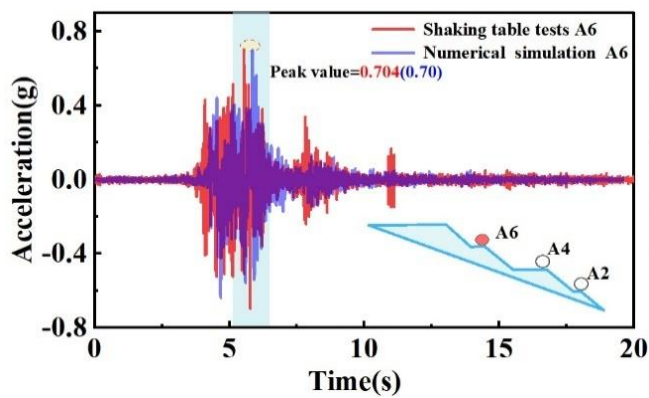 0.8
0.4
0.0
-0.4
-0.8
Acceleration(g)
Shaking table tests A6
Numerical simulation A6
Peak value=0.704(0.70)
A6
A4
A2
0 5 10 15 20
Time(s)